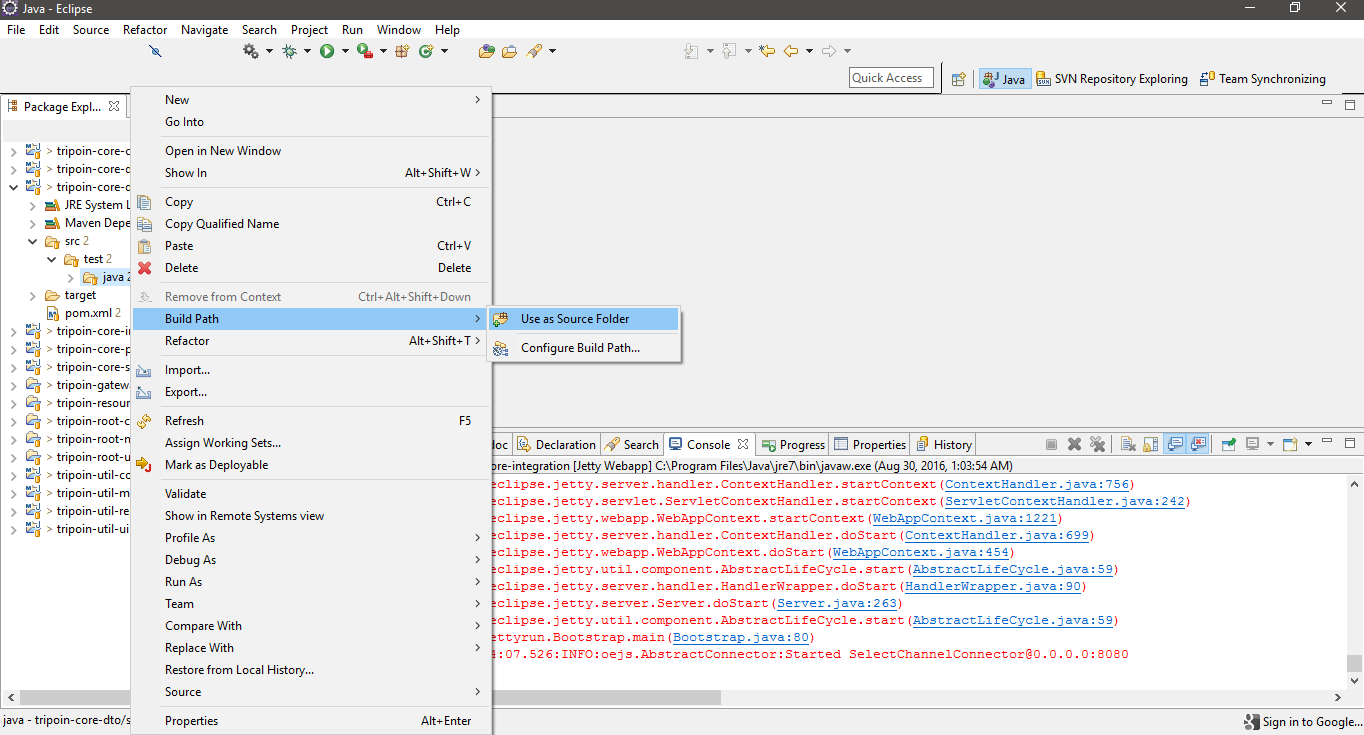 Java - Eclipse
File Edit Source Refactor Navigate Search Project Run Window Help
Quick Access Java SVN Repository Exploring Team Synchronizing
Package Expl...
> tripoin-core-c
> tripoin-core-d
> tripoin-core-d
JRE System L
Maven Depe
src 2
test 2
java 2
target
pom.xml 2
> tripoin-core-in
> tripoin-core-p
> tripoin-core-s
> tripoin-gatew
> tripoin-resour
> tripoin-root-c
> tripoin-root-m
> tripoin-root-u
> tripoin-util-co
> tripoin-util-m
> tripoin-util-re
> tripoin-util-ui
New
Go Into
Open in New Window
Show In Alt+Shift+W
Copy Ctrl+C
Copy Qualified Name
Paste Ctrl+V
Delete Delete
Remove from Context Ctrl+Alt+Shift+Down
Build Path
Refactor Alt+Shift+T
Import...
Export...
Refresh F5
Assign Working Sets...
Mark as Deployable
Validate
Show in Remote Systems view
Profile As
Debug As
Run As
Team
Compare With
Replace With
Restore from Local History...
Source
Properties Alt+Enter
Use as Source Folder
Configure Build Path...
doc Declaration Search Console Progress Properties History
ore-integration [Jetty Webapp] C:\Program Files\Java\jre7\bin\javaw.exe (Aug 30, 2016, 1:03:54 AM)
eclipse.jetty.server.handler.ContextHandler.startContext(ContextHandler.java:756)
eclipse.jetty.servlet.ServletContextHandler.startContext(ServletContextHandler.java:242)
eclipse.jetty.webapp.WebAppContext.startContext(WebAppContext.java:1221)
eclipse.jetty.server.handler.ContextHandler.doStart(ContextHandler.java:699)
eclipse.jetty.webapp.WebAppContext.doStart(WebAppContext.java:454)
eclipse.jetty.util.component.AbstractLifeCycle.start(AbstractLifeCycle.java:59)
eclipse.jetty.server.handler.HandlerWrapper.doStart(HandlerWrapper.java:90)
eclipse.jetty.server.Server.doStart(Server.java:263)
eclipse.jetty.util.component.AbstractLifeCycle.start(AbstractLifeCycle.java:59)
ettyrun.Bootstrap.main(Bootstrap.java:80)
4:07.526:INFO:oejs.AbstractConnector:Started SelectChannelConnector@0.0.0.0:8080
java - tripoin-core-dto/s
Sign in to Google...